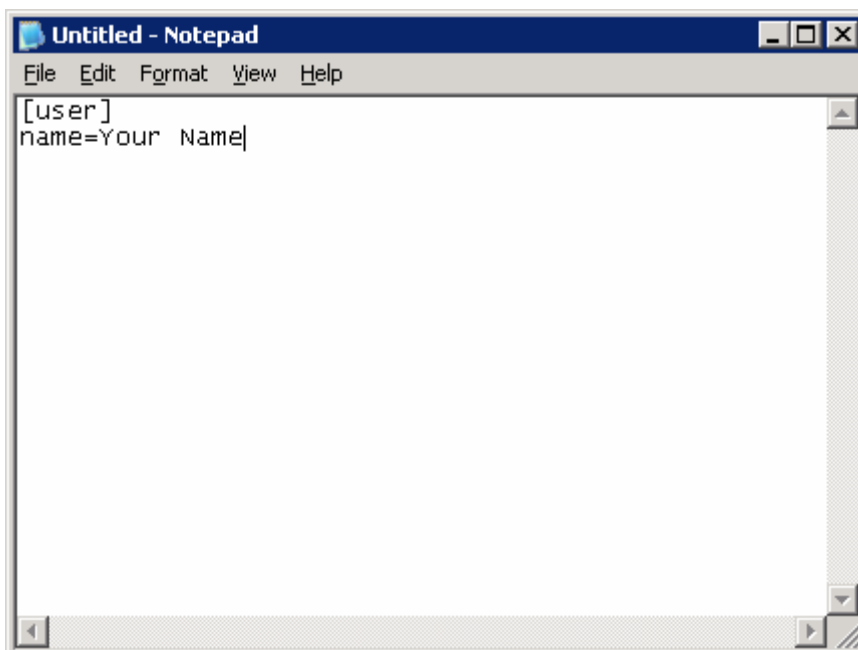 Untitled - Notepad
File Edit Format View Help
[user]
name=Your Name